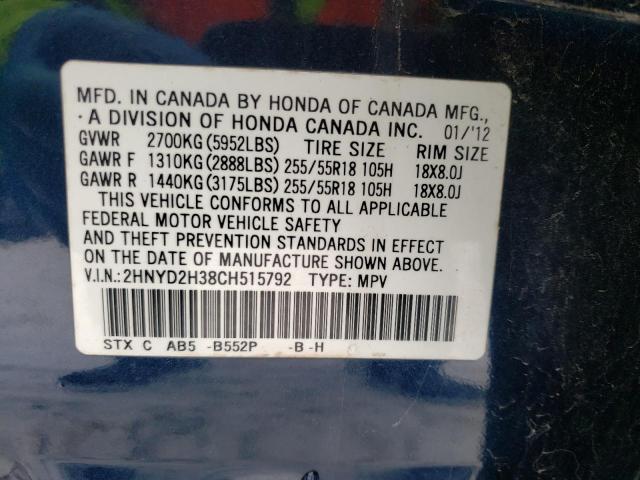 MFD. IN CANADA BY HONDA OF CANADA MFG.,
·A DIVISION OF HONDA CANADA INC. 01/'12
GVWR 2700KG(5952LBS) TIRE SIZE RIM SIZE
GAWR F 1310KG(2888LBS) 255/55R18 105H 18X8.0J
GAWR R 1440KG(3175LBS) 255/55R18 105H 18X8.0J
THIS VEHICLE CONFORMS TO ALL APPLICABLE
FEDERAL MOTOR VEHICLE SAFETY
AND THEFT PREVENTION STANDARDS IN EFFECT
ON THE DATE OF MANUFACTURE SHOWN ABOVE.
V.I.N.:2HNYD2H38CH515792 TYPE: MPV
STX C AB5 -B552P -B -H